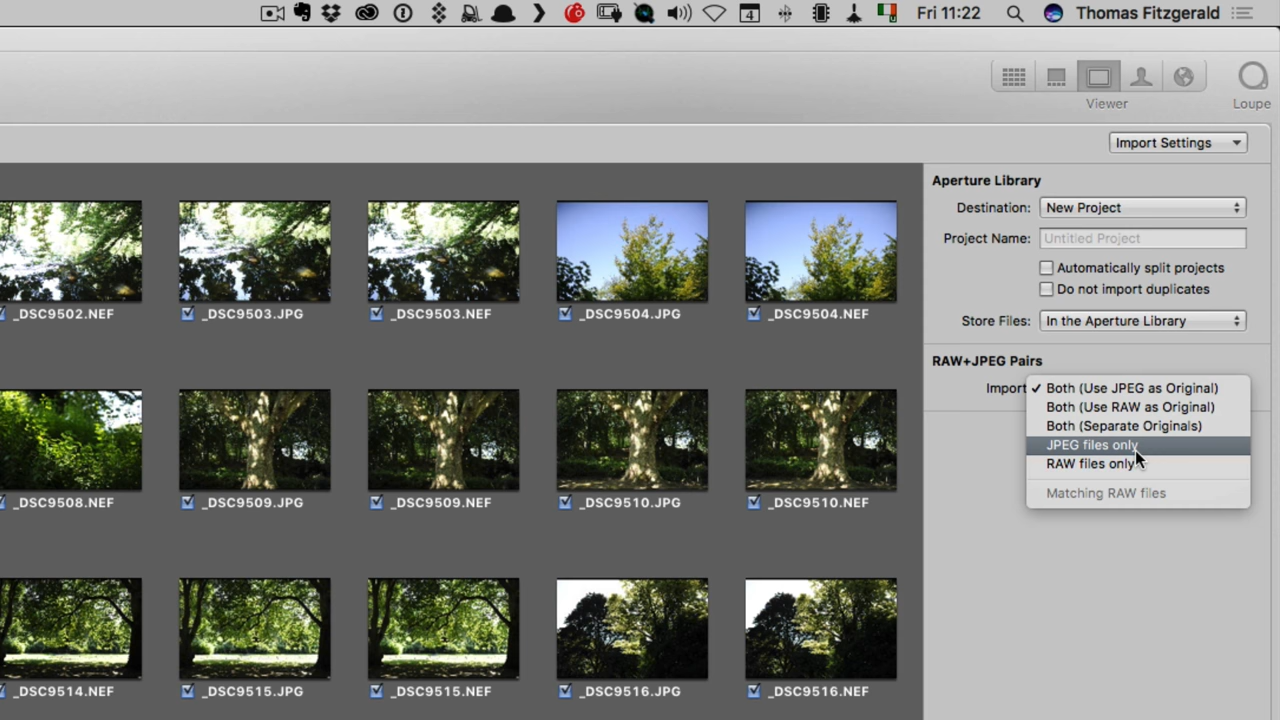 Fri 11:22
Thomas Fitzgerald
Viewer
Loupe
Import Settings
Aperture Library
Destination: New Project
Project Name: Untitled Project
Automatically split projects
Do not import duplicates
Store Files: In the Aperture Library
RAW+JPEG Pairs
Import
✓ Both (Use JPEG as Original)
Both (Use RAW as Original)
Both (Separate Originals)
JPEG files only
RAW files only
Matching RAW files
_DSC9502.NEF
_DSC9503.JPG
_DSC9503.NEF
_DSC9504.JPG
_DSC9504.NEF
_DSC9508.NEF
_DSC9509.JPG
_DSC9509.NEF
_DSC9510.JPG
_DSC9510.NEF
_DSC9514.NEF
_DSC9515.JPG
_DSC9515.NEF
_DSC9516.JPG
_DSC9516.NEF
4